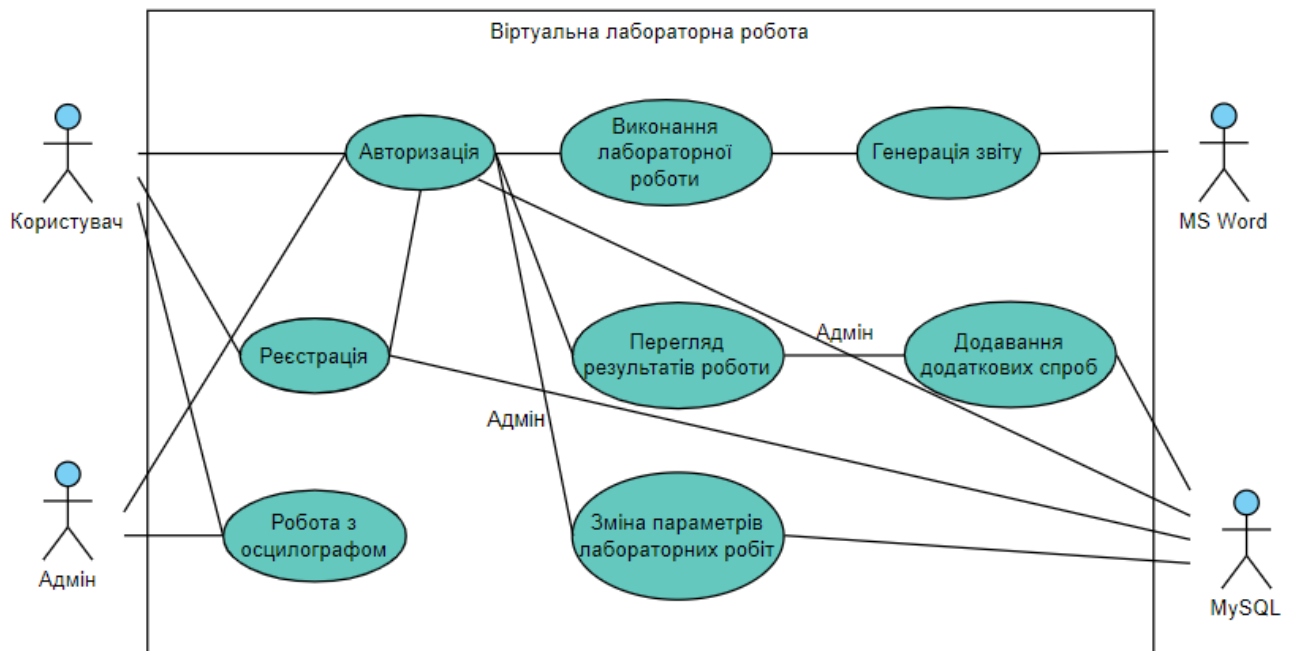 Віртуальна лабораторна робота
Авторизація
Виконання
лабораторної
роботи
Генерація звіту
Користувач
MS Word
Реєстрація
Перегляд
результатів роботи
Адмін
Додавання
додаткових спроб
Адмін
Робота з
осцилографом
Зміна параметрів
лабораторних робіт
Адмін
MySQL